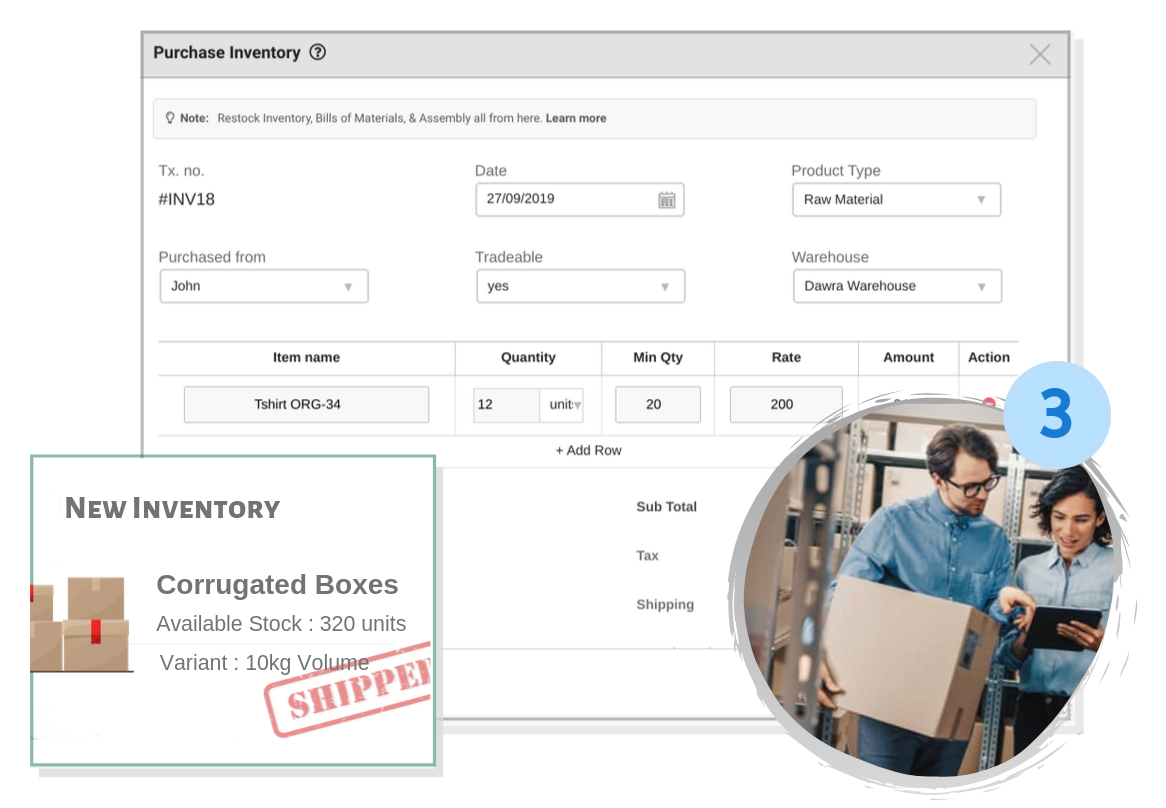 Purchase Inventory ?
Note: Restock Inventory, Bills of Materials, & Assembly all from here. Learn more
Tx. no. Date Product Type
#INV18 27/09/2019 Raw Material
Purchased from Tradeable Warehouse
John yes Dawra Warehouse
Item name Quantity Min Qty Rate Amount Action
Tshirt ORG-34 12 unit 20 200
3
+ Add Row
New Inventory
Sub Total
Tax
Shipping
Corrugated Boxes
Available Stock : 320 units
Variant : 10kg Volume
SHIPPE